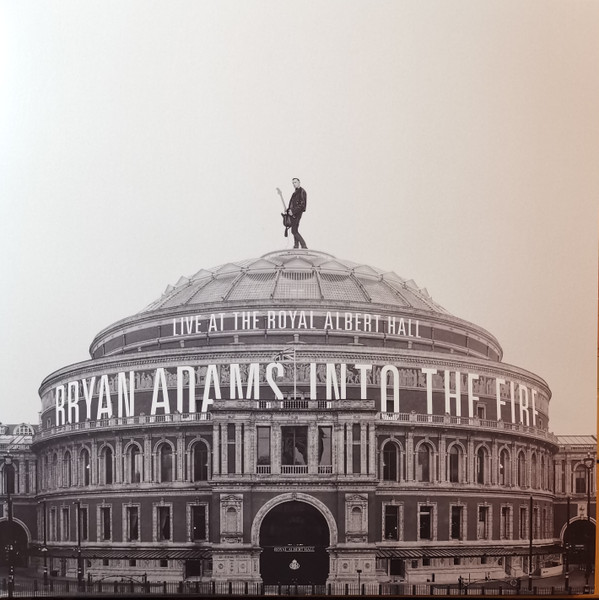 LIVE AT THE ROYAL ALBERT HALL
BRYAN ADAMS INTO THE FIRE
ROYAL ALBERT HALL